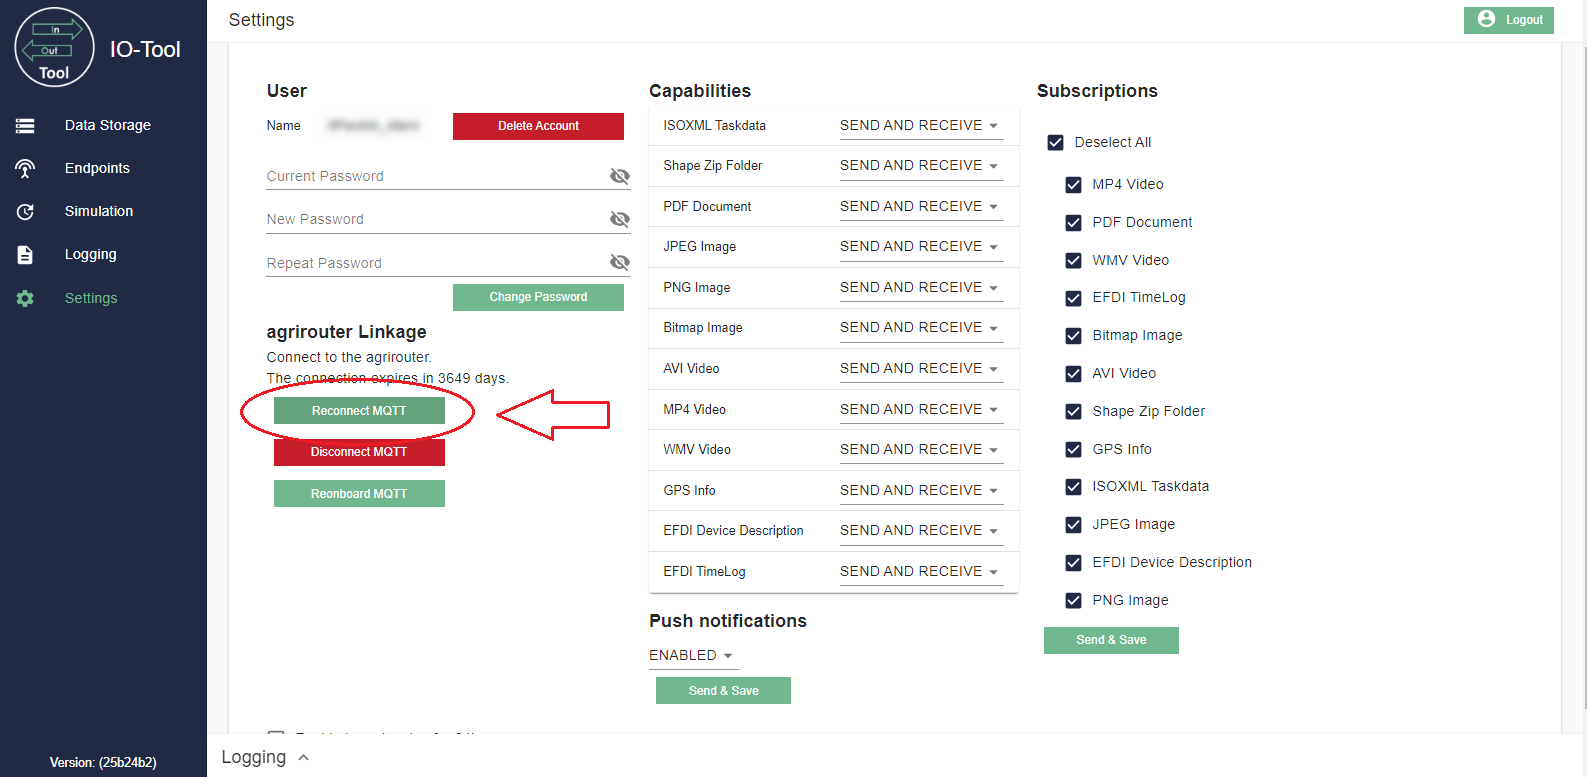 In
Out
Tool
IO-Tool
Data Storage
Endpoints
Simulation
Logging
Settings
Version: (25b24b2)
Settings
Logout
User
Name
Delete Account
Current Password
New Password
Repeat Password
Change Password
agrirouter Linkage
Connect to the agrirouter.
The connection expires in 3649 days.
Reconnect MQTT
Disconnect MQTT
Reonboard MQTT
Capabilities
ISOXML Taskdata SEND AND RECEIVE
Shape Zip Folder SEND AND RECEIVE
PDF Document SEND AND RECEIVE
JPEG Image SEND AND RECEIVE
PNG Image SEND AND RECEIVE
Bitmap Image SEND AND RECEIVE
AVI Video SEND AND RECEIVE
MP4 Video SEND AND RECEIVE
WMV Video SEND AND RECEIVE
GPS Info SEND AND RECEIVE
EFDI Device Description SEND AND RECEIVE
EFDI TimeLog SEND AND RECEIVE
Push notifications
ENABLED
Send & Save
Subscriptions
Deselect All
MP4 Video
PDF Document
WMV Video
EFDI TimeLog
Bitmap Image
AVI Video
Shape Zip Folder
GPS Info
ISOXML Taskdata
JPEG Image
EFDI Device Description
PNG Image
Send & Save
Logging